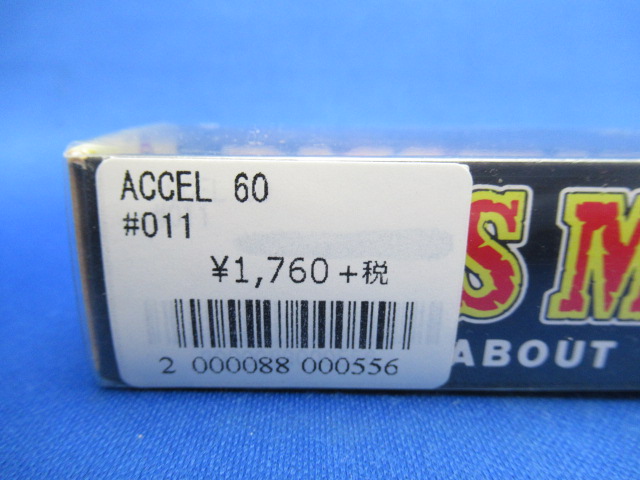 ACCEL 60
#011
¥1,760+税
2 000088 000556
S M
ABOUT